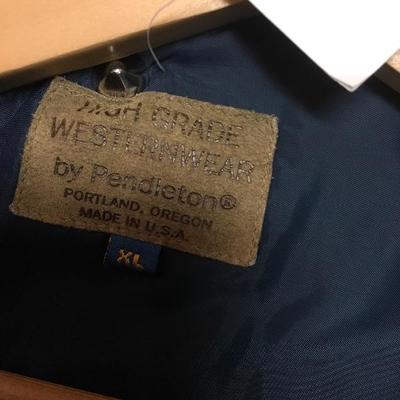 HIGH GRADE
WESTERNWEAR
by Pendleton®
PORTLAND, OREGON
MADE IN U.S.A.
XL